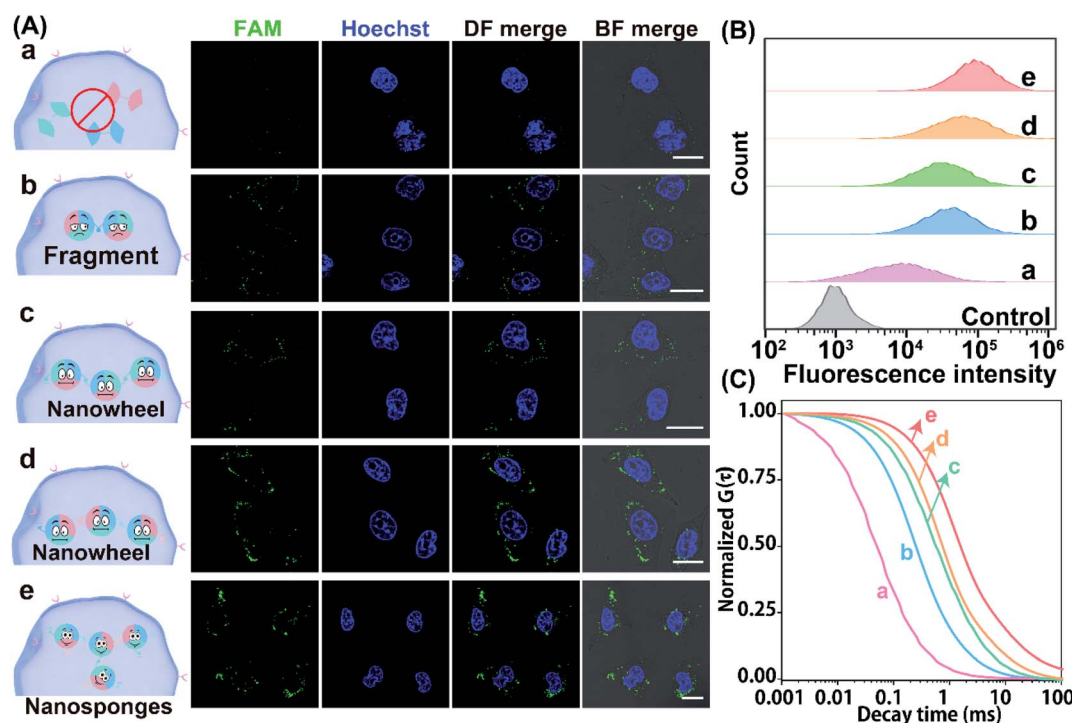 (A)
FAM Hoechst DF merge BF merge
a
b
Fragment
c
Nanowheel
d
Nanowheel
e
Nanosponges
(B)
Count
e
d
c
b
a
Control
10² 10³ 10⁴ 10⁵ 10⁶
Fluorescence intensity
(C)
Normalized G(τ)
1.00
0.75
0.50
0.25
0.00
e
d
c
b
a
0.001 0.01 0.1 1 10 100
Decay time (ms)